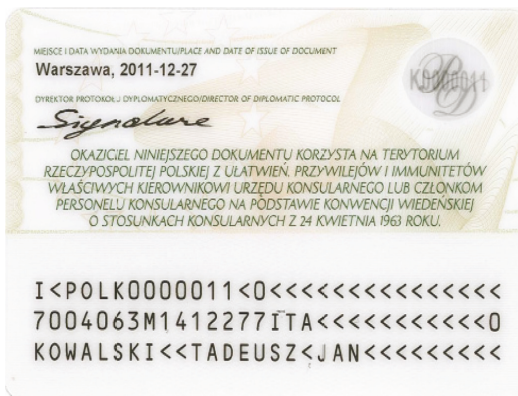 MIEJSCE I DATA WYDANIA DOKUMENTU/PLACE AND DATE OF ISSUE OF DOCUMENT
Warszawa, 2011-12-27
DYREKTOR PROTOKOŁU DYPLOMATYCZNEGO/DIRECTOR OF DIPLOMATIC PROTOCOL
Signature
OKAZICIEL NINIEJSZEGO DOKUMENTU KORZYSTA NA TERYTORIUM
RZECZYPOSPOLITEJ POLSKIEJ Z UŁATWIEŃ, PRZYWILEJÓW I IMMUNITETÓW
WŁAŚCIWYCH KIEROWNIKOWI URZĘDU KONSULARNEGO LUB CZŁONKOM
PERSONELU KONSULARNEGO NA PODSTAWIE KONWENCJI WIEDEŃSKIEJ
O STOSUNKACH KONSULARNYCH Z 24 KWIETNIA 1963 ROKU.
I<POLK0000011<0<<<<<<<<<<<<<<<
7004063M1412277ITA<<<<<<<<<<<0
KOWALSKI<<TADEUSZ<JAN<<<<<<<<<